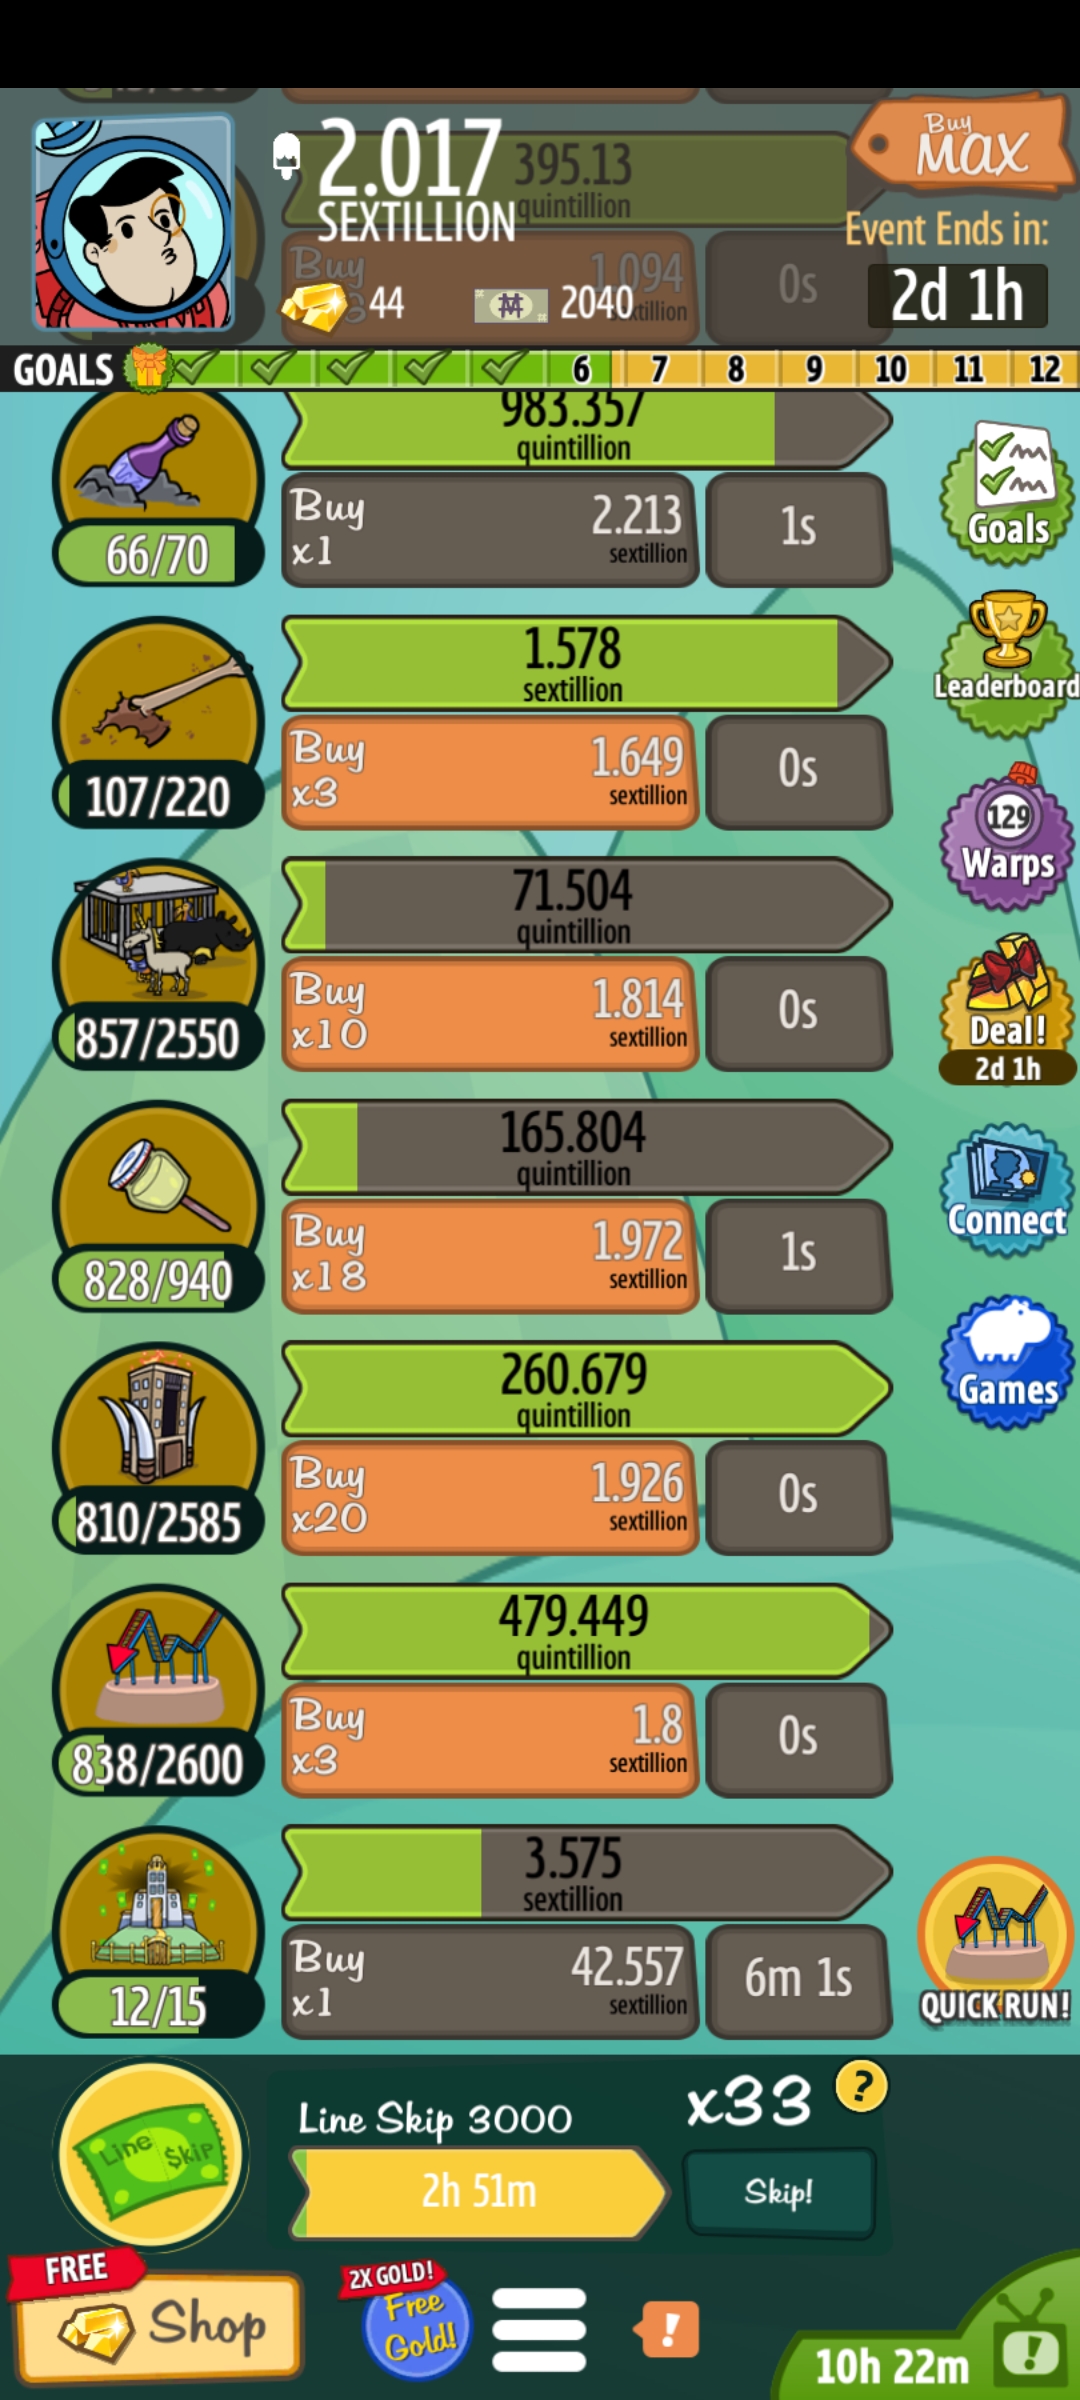 2.017
SEXTILLION
395.13
quintillion
Buy
MAX
Event Ends in:
2d 1h
Buy
1.094
0s
44
2040
GOALS
6
7
8
9
10
11
12
983.357
quintillion
Buy
x1
2.213
sextillion
1s
66/70
Goals
1.578
sextillion
Buy
x3
1.649
sextillion
0s
107/220
Leaderboard
71.504
quintillion
Buy
x10
1.814
sextillion
0s
857/2550
129
Warps
Deal!
2d 1h
165.804
quintillion
Buy
x18
1.972
sextillion
1s
828/940
Connect
260.679
quintillion
Buy
x20
1.926
sextillion
0s
810/2585
Games
479.449
quintillion
Buy
x3
1.8
sextillion
0s
838/2600
3.575
sextillion
Buy
x1
42.557
sextillion
6m 1s
12/15
QUICK RUN!
Line $kip
Line Skip 3000
x33
?
2h 51m
Skip!
FREE
Shop
2X GOLD!
Free
Gold!
!
10h 22m
!